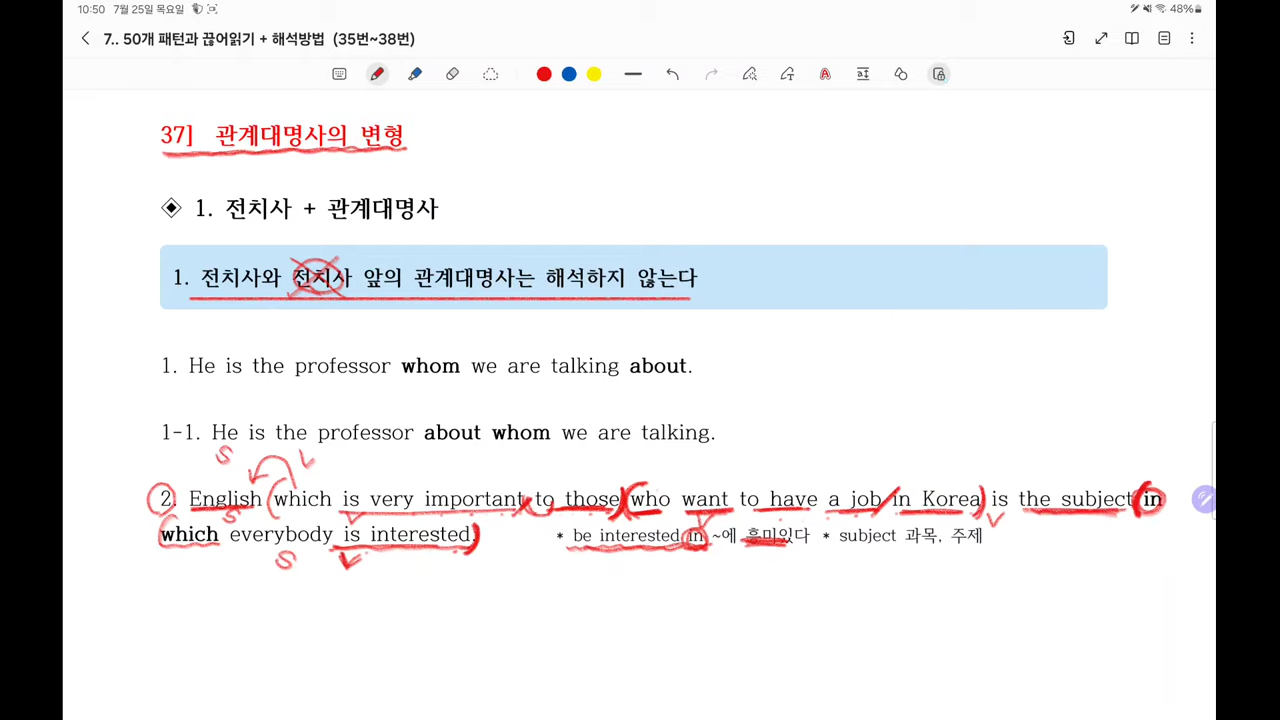 10:50 7월 25일 목요일
48%
7.. 50개 패턴과 끊어읽기 + 해석방법 (35번~38번)
37] 관계대명사의 변형
1. 전치사 + 관계대명사
1. 전치사와 전치사 앞의 관계대명사는 해석하지 않는다
1. He is the professor whom we are talking about.
1-1. He is the professor about whom we are talking.
S V
2. English which is very important to those who want to have a job in Korea is the subject in
S V V V
which everybody is interested. * be interested in ~에 흥미있다 * subject 과목, 주제
S V